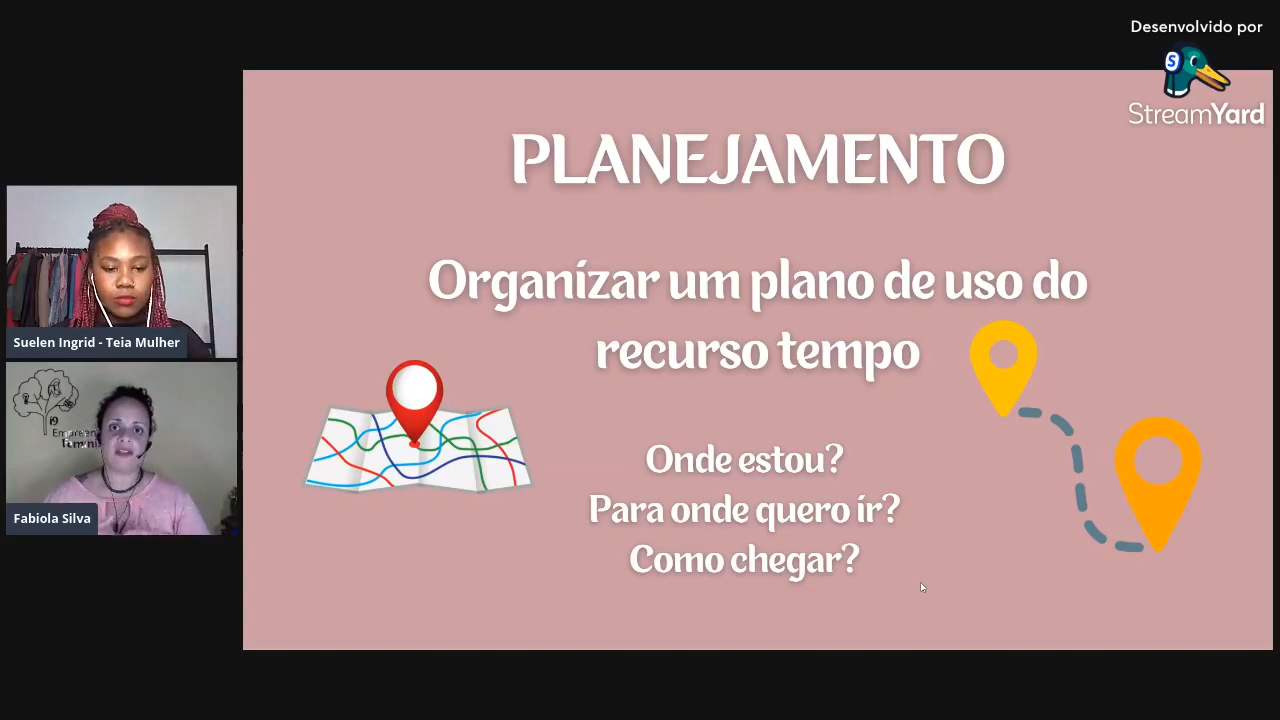 Desenvolvido por
StreamYard
PLANEJAMENTO
Organízar um plano de uso do
recurso tempo
Onde estou?
Para onde quero ír?
Como chegar?
Suelen Ingrid - Teia Mulher
i9
Fabiola Silva